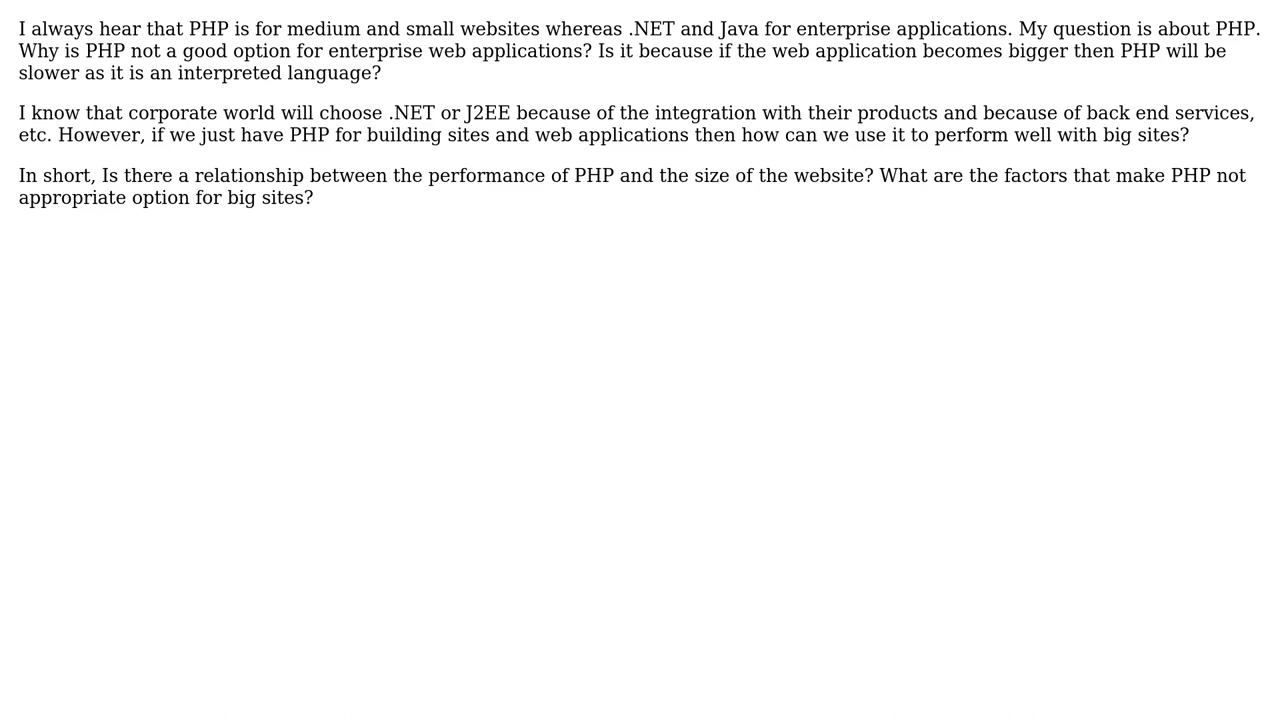 I always hear that PHP is for medium and small websites whereas .NET and Java for enterprise applications. My question is about PHP.
Why is PHP not a good option for enterprise web applications? Is it because if the web application becomes bigger then PHP will be
slower as it is an interpreted language?
I know that corporate world will choose .NET or J2EE because of the integration with their products and because of back end services,
etc. However, if we just have PHP for building sites and web applications then how can we use it to perform well with big sites?
In short, Is there a relationship between the performance of PHP and the size of the website? What are the factors that make PHP not
appropriate option for big sites?